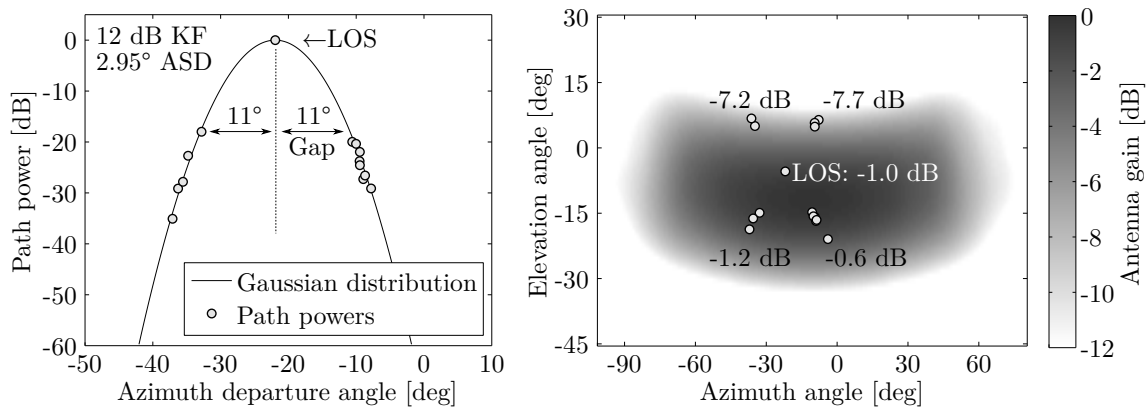 12 dB KF
2.95° ASD
←LOS
11°
11°
Gap
Gaussian distribution
Path powers
0
-10
-20
-30
-40
-50
-60
-50
-40
-30
-20
-10
0
10
Path power [dB]
Azimuth departure angle [deg]
-7.2 dB
-7.7 dB
LOS: -1.0 dB
-1.2 dB
-0.6 dB
30
15
0
-15
-30
-45
-90
-60
-30
0
30
60
Elevation angle [deg]
Azimuth angle [deg]
0
-2
-4
-6
-8
-10
-12
Antenna gain [dB]